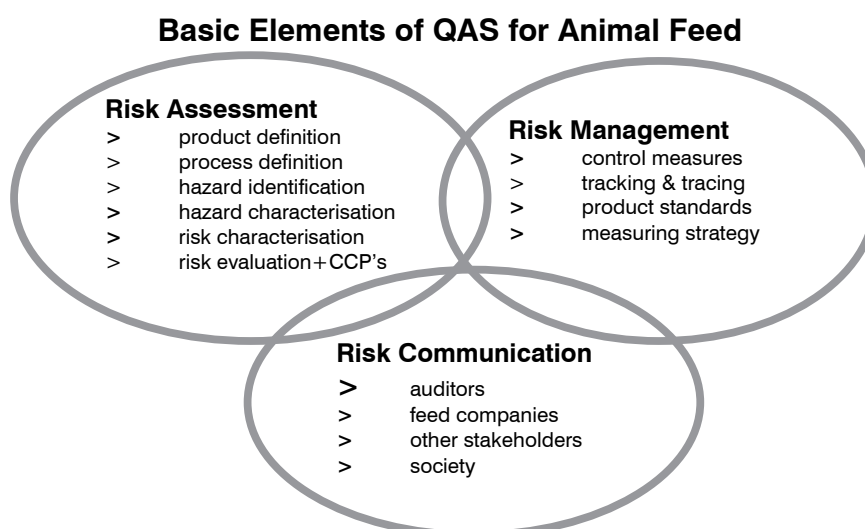 Basic Elements of QAS for Animal Feed
Risk Assessment
> product definition
> process definition
> hazard identification
> hazard characterisation
> risk characterisation
> risk evaluation+CCP's
Risk Management
> control measures
> tracking & tracing
> product standards
> measuring strategy
Risk Communication
> auditors
> feed companies
> other stakeholders
> society